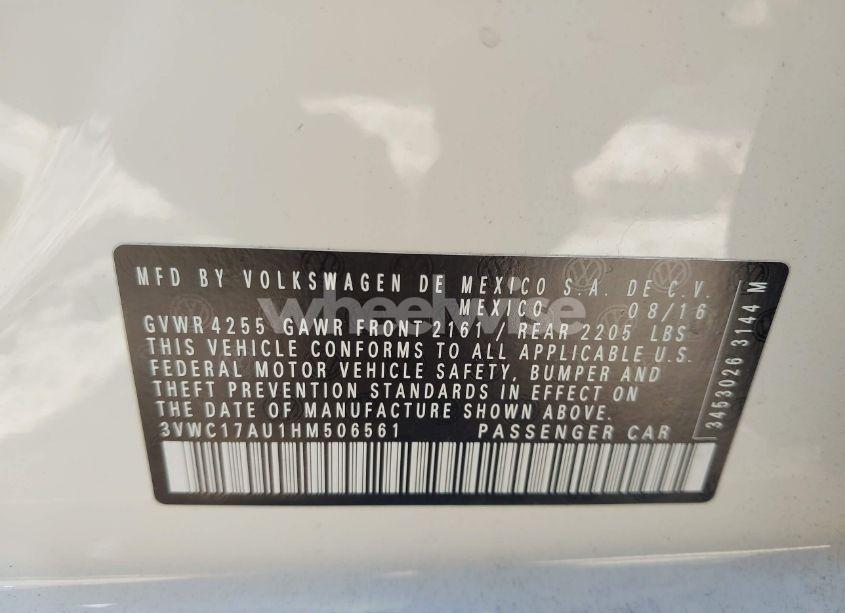 MFD BY VOLKSWAGEN DE MEXICO S.A. DE C.V.
MEXICO 08/16
GVWR 4255 GAWR FRONT 2161 / REAR 2205 LBS
THIS VEHICLE CONFORMS TO ALL APPLICABLE U.S.
FEDERAL MOTOR VEHICLE SAFETY, BUMPER AND
THEFT PREVENTION STANDARDS IN EFFECT ON
THE DATE OF MANUFACTURE SHOWN ABOVE.
3VWC17AU1HM506561 PASSENGER CAR
3453026 3144 M
wheelwise